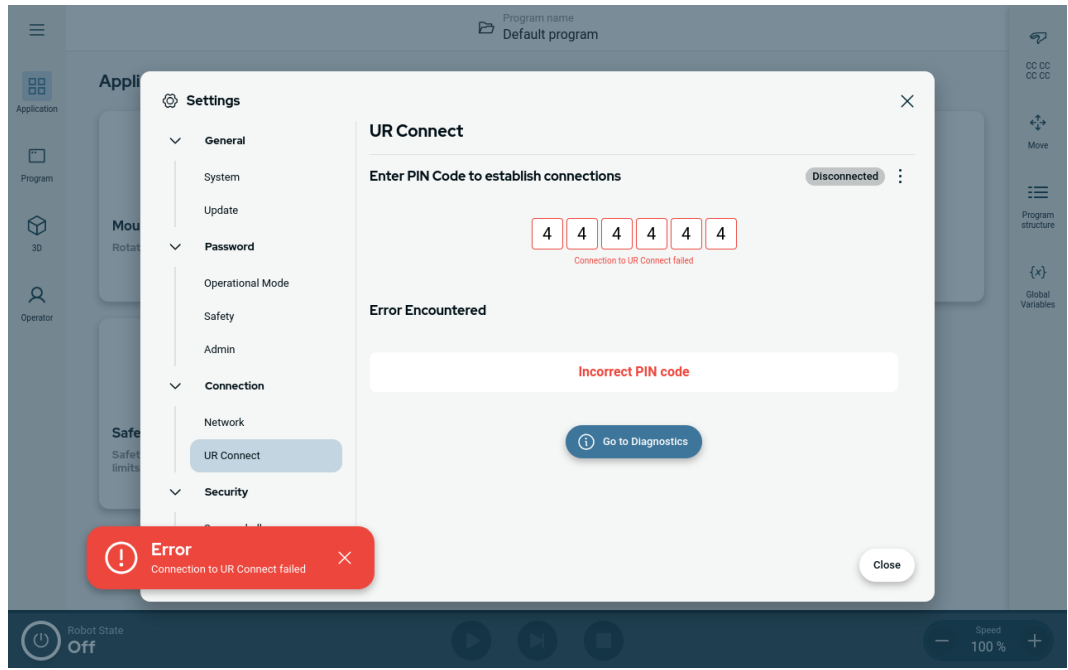 Program name
Default program
Application
Program
3D
Operator
Appli
Mou
Rotat
Safe
Safet
limits
Settings
General
System
Update
Password
Operational Mode
Safety
Admin
Connection
Network
UR Connect
Security
UR Connect
Enter PIN Code to establish connections
Disconnected
4 4 4 4 4 4
Connection to UR Connect failed
Error Encountered
Incorrect PIN code
Go to Diagnostics
Close
Error
Connection to UR Connect failed
CC CC
CC CC
Move
Program
structure
{x}
Global
Variables
Robot State
Off
Speed
100 %